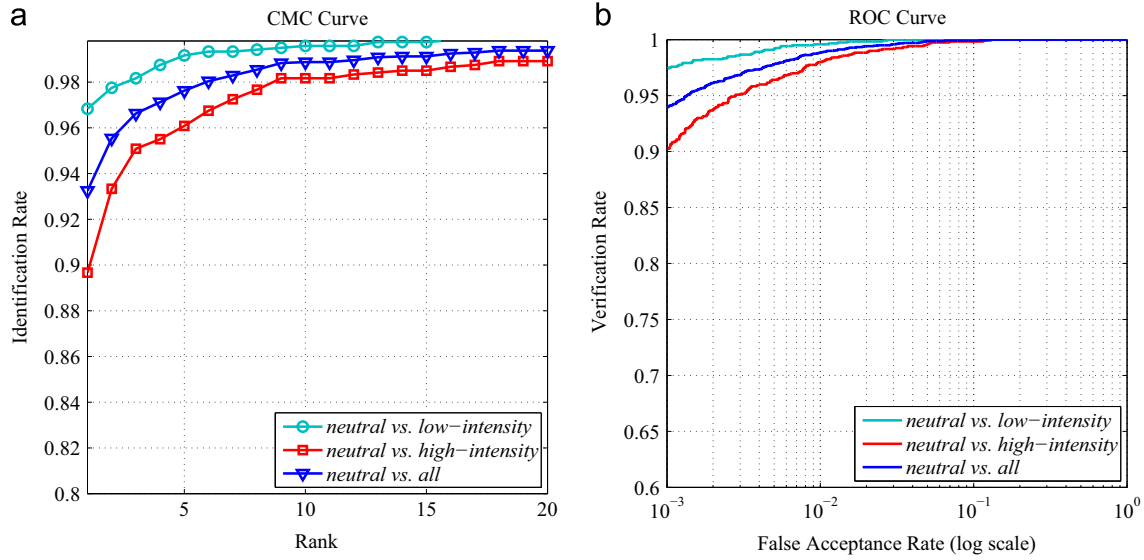 a
CMC Curve
Identification Rate
0.98
0.96
0.94
0.92
0.9
0.88
0.86
0.84
0.82
0.8
5
10
15
20
Rank
neutral vs. low−intensity
neutral vs. high−intensity
neutral vs. all
b
ROC Curve
Verification Rate
1
0.95
0.9
0.85
0.8
0.75
0.7
0.65
0.6
10⁻³
10⁻²
10⁻¹
10⁰
False Acceptance Rate (log scale)
neutral vs. low−intensity
neutral vs. high−intensity
neutral vs. all